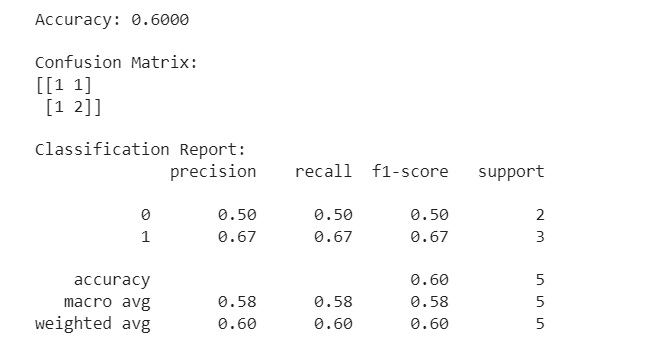 Accuracy: 0.6000
Confusion Matrix:
[[1 1]
 [1 2]]
Classification Report:
              precision    recall  f1-score   support
           0       0.50      0.50      0.50         2
           1       0.67      0.67      0.67         3
    accuracy                           0.60         5
   macro avg       0.58      0.58      0.58         5
weighted avg       0.60      0.60      0.60         5